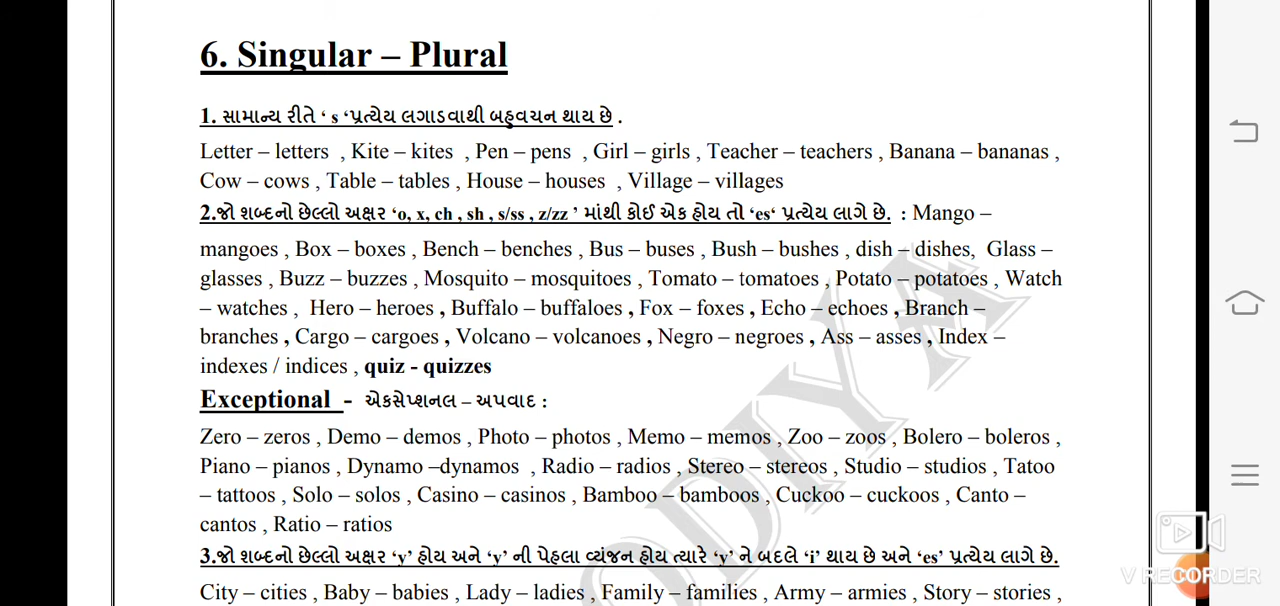 6. Singular – Plural
1. સામાન્ય રીતે ‘ s ‘પ્રત્યેય લગાડવાથી બહુવચન થાય છે .
Letter – letters , Kite – kites , Pen – pens , Girl – girls , Teacher – teachers , Banana – bananas ,
Cow – cows , Table – tables , House – houses , Village – villages
2.જો શબ્દનો છેલ્લો અક્ષર ‘o, x, ch , sh , s/ss , z/zz ’ માંથી કોઈ એક હોય તો ‘es‘ પ્રત્યેય લાગે છે. : Mango –
mangoes , Box – boxes , Bench – benches , Bus – buses , Bush – bushes , dish – dishes, Glass –
glasses , Buzz – buzzes , Mosquito – mosquitoes , Tomato – tomatoes , Potato – potatoes , Watch
– watches , Hero – heroes , Buffalo – buffaloes , Fox – foxes , Echo – echoes , Branch –
branches , Cargo – cargoes , Volcano – volcanoes , Negro – negroes , Ass – asses , Index –
indexes / indices , quiz - quizzes
Exceptional - એકસેપ્શનલ – અપવાદ :
Zero – zeros , Demo – demos , Photo – photos , Memo – memos , Zoo – zoos , Bolero – boleros ,
Piano – pianos , Dynamo –dynamos , Radio – radios , Stereo – stereos , Studio – studios , Tatoo
– tattoos , Solo – solos , Casino – casinos , Bamboo – bamboos , Cuckoo – cuckoos , Canto –
cantos , Ratio – ratios
3.જો શબ્દનો છેલ્લો અક્ષર ‘y’ હોય અને ‘y’ ની પેહલા વ્યંજન હોય ત્યારે ‘y’ ને બદલે ‘i’ થાય છે અને ‘es’ પ્રત્યેય લાગે છે.
City – cities , Baby – babies , Lady – ladies , Family – families , Army – armies , Story – stories ,
V RECORDER